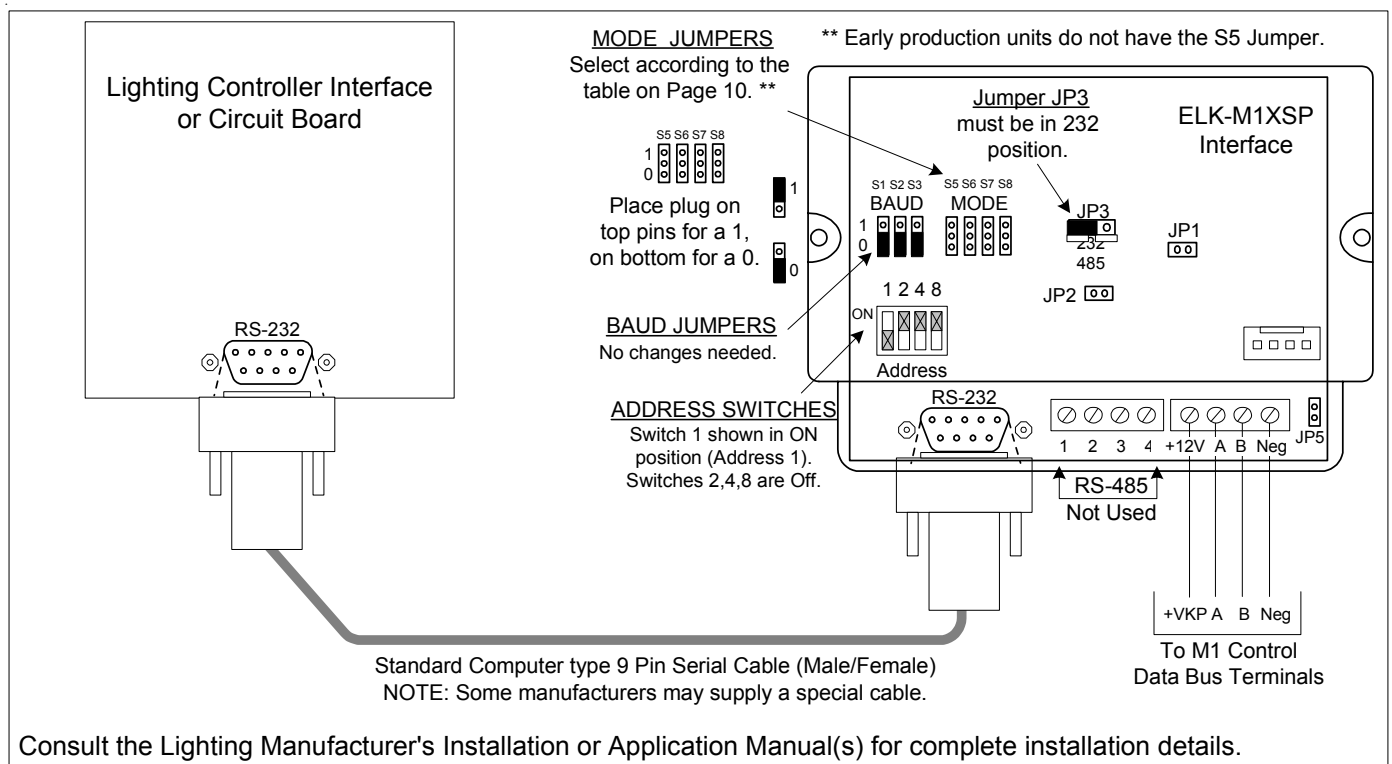 Lighting Controller Interface
or Circuit Board
RS-232
MODE JUMPERS
Select according to the
table on Page 10. **
S5 S6 S7 S8
1
0
Place plug on
top pins for a 1,
on bottom for a 0.
1
0
BAUD JUMPERS
No changes needed.
ADDRESS SWITCHES
Switch 1 shown in ON
position (Address 1).
Switches 2,4,8 are Off.
** Early production units do not have the S5 Jumper.
Jumper JP3
must be in 232
position.
ELK-M1XSP
Interface
S1 S2 S3
BAUD
1
0
S5 S6 S7 S8
MODE
JP3
232
485
JP1
JP2
1 2 4 8
ON
Address
RS-232
1 2 3 4
+12V A B Neg
JP5
RS-485
Not Used
+VKP A B Neg
To M1 Control
Data Bus Terminals
Standard Computer type 9 Pin Serial Cable (Male/Female)
NOTE: Some manufacturers may supply a special cable.
Consult the Lighting Manufacturer's Installation or Application Manual(s) for complete installation details.